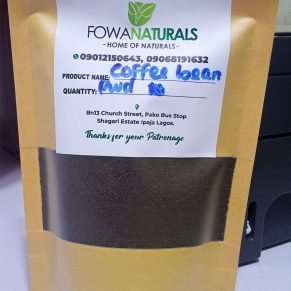 FOWANATURALS
- HOME OF NATURALS -
09012150643, 09068191632
PRODUCT NAME: Coffee bean
QUANTITY: Pwd
Bn13 Church Street, Pako Bus Stop
Shagari Estate Ipaja Lagos.
Thanks for your Patronage